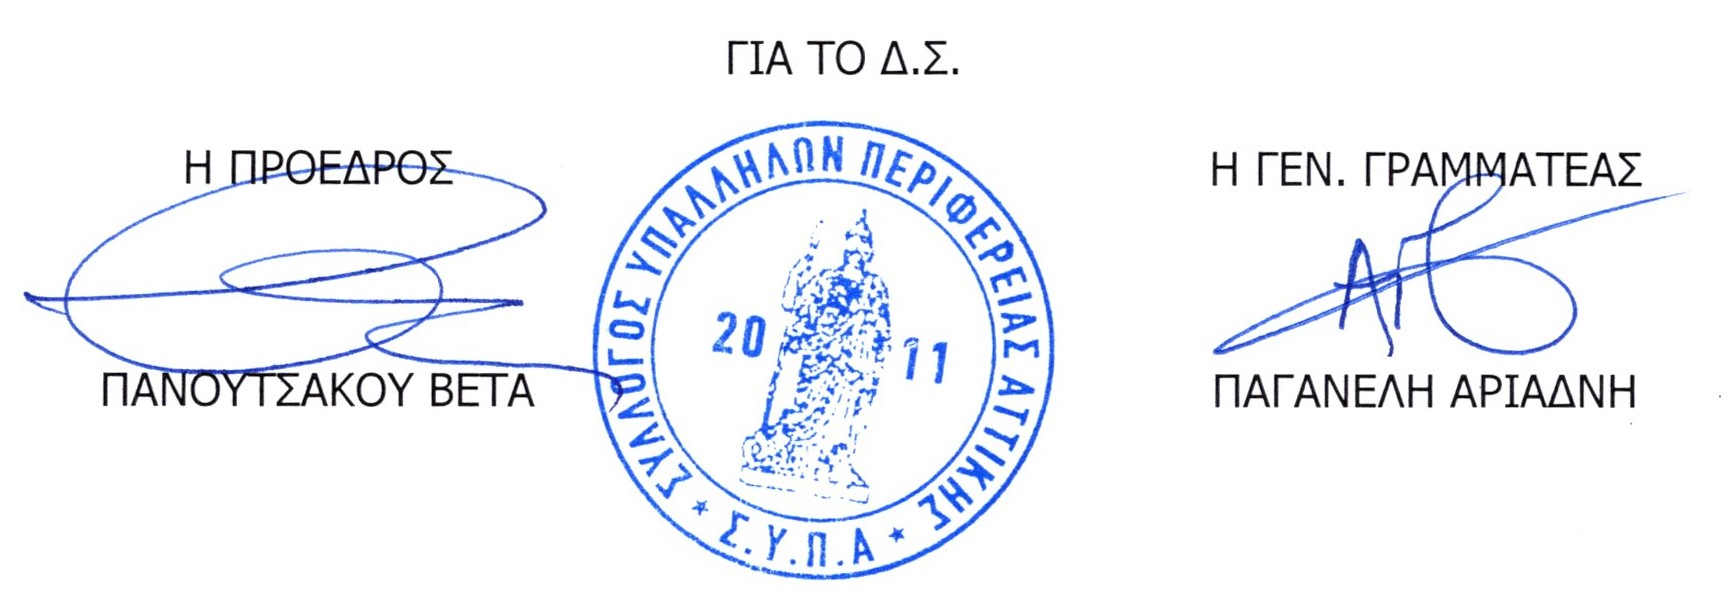 ΓΙΑ ΤΟ Δ.Σ.
Η ΠΡΟΕΔΡΟΣ
Η ΓΕΝ. ΓΡΑΜΜΑΤΕΑΣ
ΣΥΛΛΟΓΟΣ ΥΠΑΛΛΗΛΩΝ ΠΕΡΙΦΕΡΕΙΑΣ ΑΤΤΙΚΗΣ
20 11
* Σ.Υ.Π.Α *
ΠΑΝΟΥΤΣΑΚΟΥ ΒΕΤΑ
ΠΑΓΑΝΕΛΗ ΑΡΙΑΔΝΗ